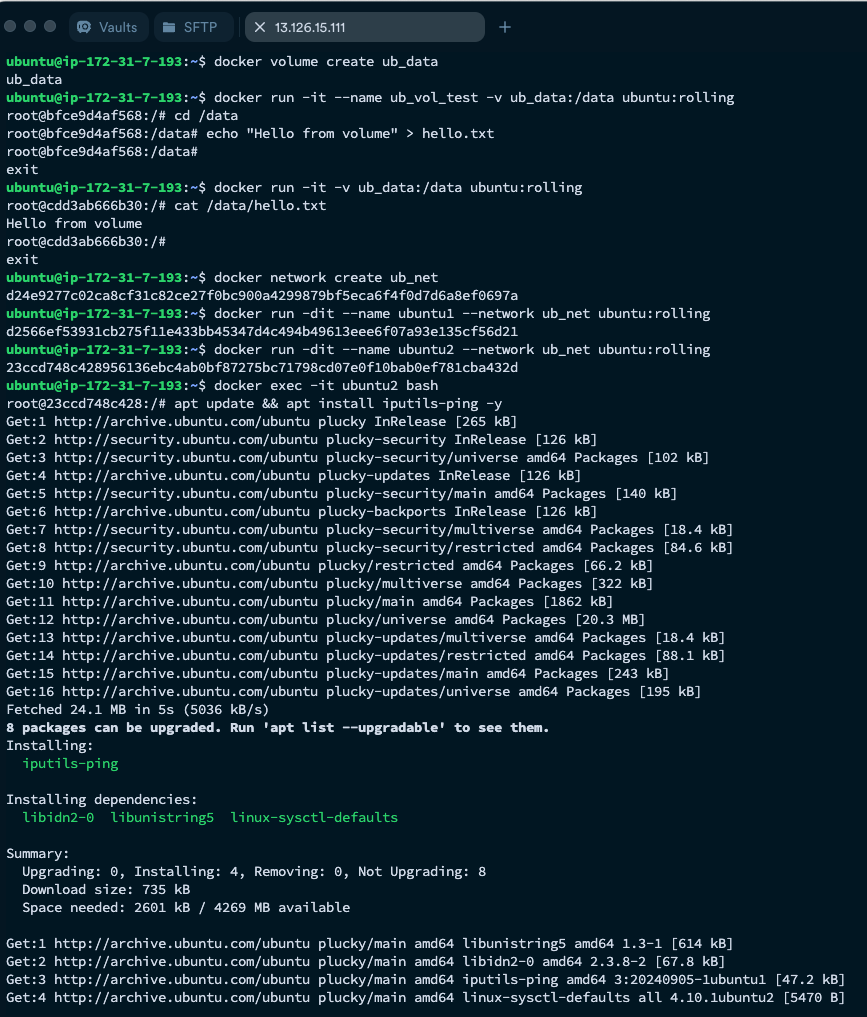 Vaults SFTP 13.126.15.111
ubuntu@ip-172-31-7-193:~$ docker volume create ub_data
ub_data
ubuntu@ip-172-31-7-193:~$ docker run -it --name ub_vol_test -v ub_data:/data ubuntu:rolling
root@bfce9d4af568:/# cd /data
root@bfce9d4af568:/data# echo "Hello from volume" > hello.txt
root@bfce9d4af568:/data#
exit
ubuntu@ip-172-31-7-193:~$ docker run -it -v ub_data:/data ubuntu:rolling
root@cdd3ab666b30:/# cat /data/hello.txt
Hello from volume
root@cdd3ab666b30:/#
exit
ubuntu@ip-172-31-7-193:~$ docker network create ub_net
d24e9277c02ca8cf31c82ce27f0bc900a4299879bf5eca6f4f0d7d6a8ef0697a
ubuntu@ip-172-31-7-193:~$ docker run -dit --name ubuntu1 --network ub_net ubuntu:rolling
d2566ef53931cb275f11e433bb45347d4c494b49613eee6f07a93e135cf56d21
ubuntu@ip-172-31-7-193:~$ docker run -dit --name ubuntu2 --network ub_net ubuntu:rolling
23ccd748c428956136ebc4ab0bf87275bc71798cd07e0f10bab0ef781cba432d
ubuntu@ip-172-31-7-193:~$ docker exec -it ubuntu2 bash
root@23ccd748c428:/# apt update && apt install iputils-ping -y
Get:1 http://archive.ubuntu.com/ubuntu plucky InRelease [265 kB]
Get:2 http://security.ubuntu.com/ubuntu plucky-security InRelease [126 kB]
Get:3 http://security.ubuntu.com/ubuntu plucky-security/universe amd64 Packages [102 kB]
Get:4 http://archive.ubuntu.com/ubuntu plucky-updates InRelease [126 kB]
Get:5 http://security.ubuntu.com/ubuntu plucky-security/main amd64 Packages [140 kB]
Get:6 http://archive.ubuntu.com/ubuntu plucky-backports InRelease [126 kB]
Get:7 http://security.ubuntu.com/ubuntu plucky-security/multiverse amd64 Packages [18.4 kB]
Get:8 http://security.ubuntu.com/ubuntu plucky-security/restricted amd64 Packages [84.6 kB]
Get:9 http://archive.ubuntu.com/ubuntu plucky/restricted amd64 Packages [66.2 kB]
Get:10 http://archive.ubuntu.com/ubuntu plucky/multiverse amd64 Packages [322 kB]
Get:11 http://archive.ubuntu.com/ubuntu plucky/main amd64 Packages [1862 kB]
Get:12 http://archive.ubuntu.com/ubuntu plucky/universe amd64 Packages [20.3 MB]
Get:13 http://archive.ubuntu.com/ubuntu plucky-updates/multiverse amd64 Packages [18.4 kB]
Get:14 http://archive.ubuntu.com/ubuntu plucky-updates/restricted amd64 Packages [88.1 kB]
Get:15 http://archive.ubuntu.com/ubuntu plucky-updates/main amd64 Packages [243 kB]
Get:16 http://archive.ubuntu.com/ubuntu plucky-updates/universe amd64 Packages [195 kB]
Fetched 24.1 MB in 5s (5036 kB/s)
8 packages can be upgraded. Run 'apt list --upgradable' to see them.
Installing:
iputils-ping
Installing dependencies:
libidn2-0 libunistring5 linux-sysctl-defaults
Summary:
Upgrading: 0, Installing: 4, Removing: 0, Not Upgrading: 8
Download size: 735 kB
Space needed: 2601 kB / 4269 MB available
Get:1 http://archive.ubuntu.com/ubuntu plucky/main amd64 libunistring5 amd64 1.3-1 [614 kB]
Get:2 http://archive.ubuntu.com/ubuntu plucky/main amd64 libidn2-0 amd64 2.3.8-2 [67.8 kB]
Get:3 http://archive.ubuntu.com/ubuntu plucky/main amd64 iputils-ping amd64 3:20240905-1ubuntu1 [47.2 kB]
Get:4 http://archive.ubuntu.com/ubuntu plucky/main amd64 linux-sysctl-defaults all 4.10.1ubuntu2 [5470 B]